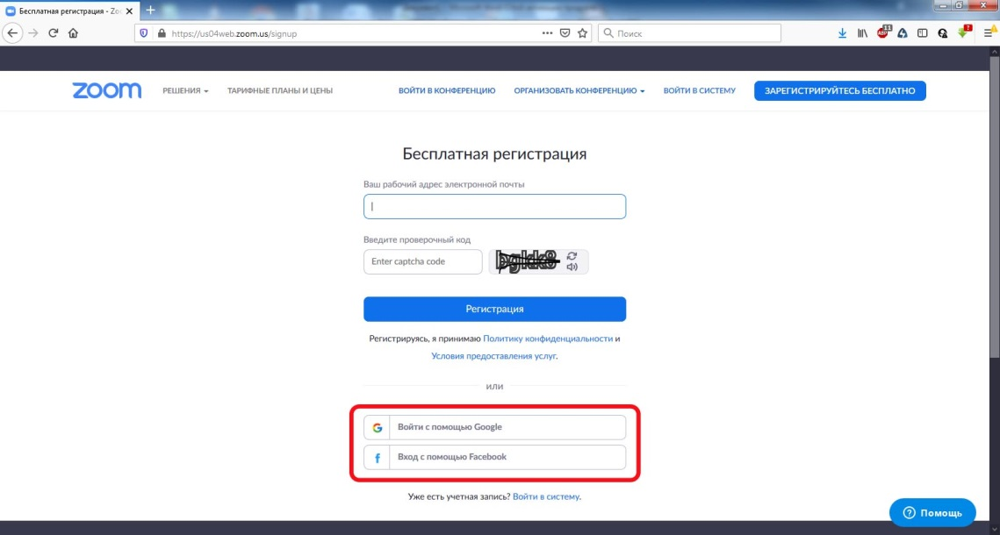 Бесплатная регистрация - Zo
https://us04web.zoom.us/signup
Поиск
zoom
РЕШЕНИЯ
ТАРИФНЫЕ ПЛАНЫ И ЦЕНЫ
ВОЙТИ В КОНФЕРЕНЦИЮ
ОРГАНИЗОВАТЬ КОНФЕРЕНЦИЮ
ВОЙТИ В СИСТЕМУ
ЗАРЕГИСТРИРУЙТЕСЬ БЕСПЛАТНО
Бесплатная регистрация
Ваш рабочий адрес электронной почты
Введите проверочный код
Enter captcha code
Регистрация
Регистрируясь, я принимаю Политику конфиденциальности и
Условия предоставления услуг.
или
Войти с помощью Google
Вход с помощью Facebook
Уже есть учетная запись? Войти в систему.
Помощь